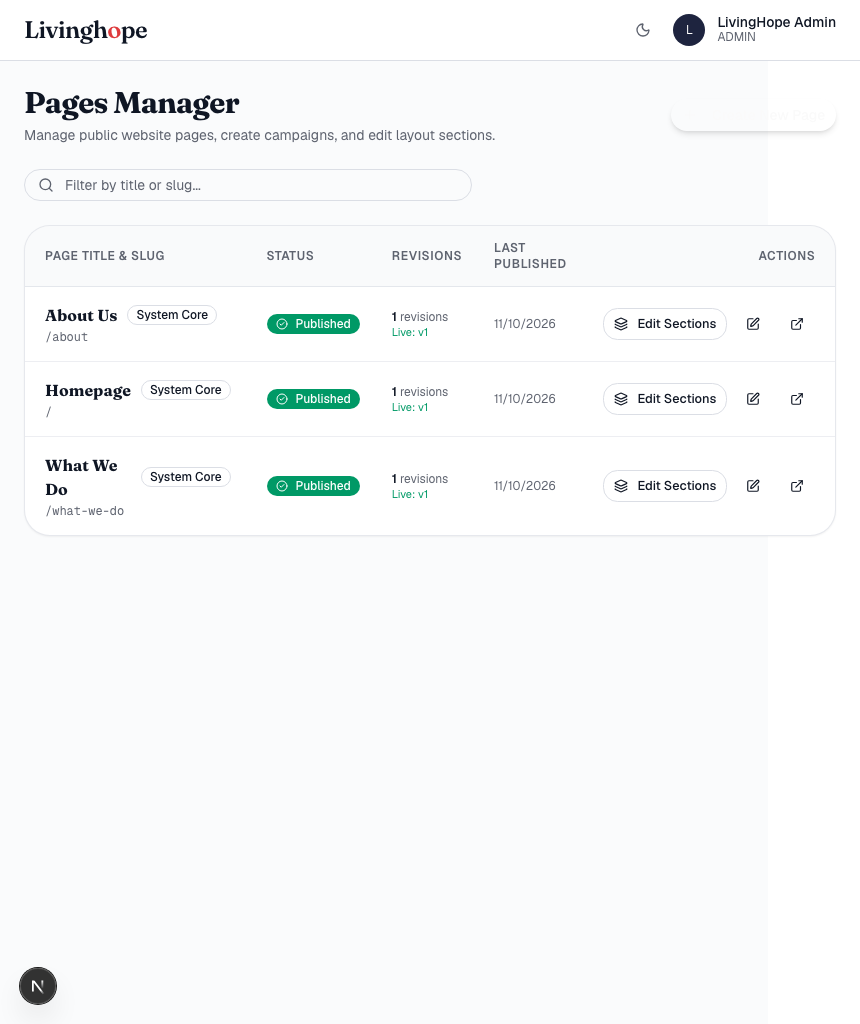 Livinghope
L
LivingHope Admin
ADMIN
Pages Manager
Manage public website pages, create campaigns, and edit layout sections.
Filter by title or slug...
PAGE TITLE & SLUG
STATUS
REVISIONS
LAST PUBLISHED
ACTIONS
About Us
System Core
/about
Published
1 revisions
Live: v1
11/10/2026
Edit Sections
Homepage
System Core
/
Published
1 revisions
Live: v1
11/10/2026
Edit Sections
What We
Do
System Core
/what-we-do
Published
1 revisions
Live: v1
11/10/2026
Edit Sections
N